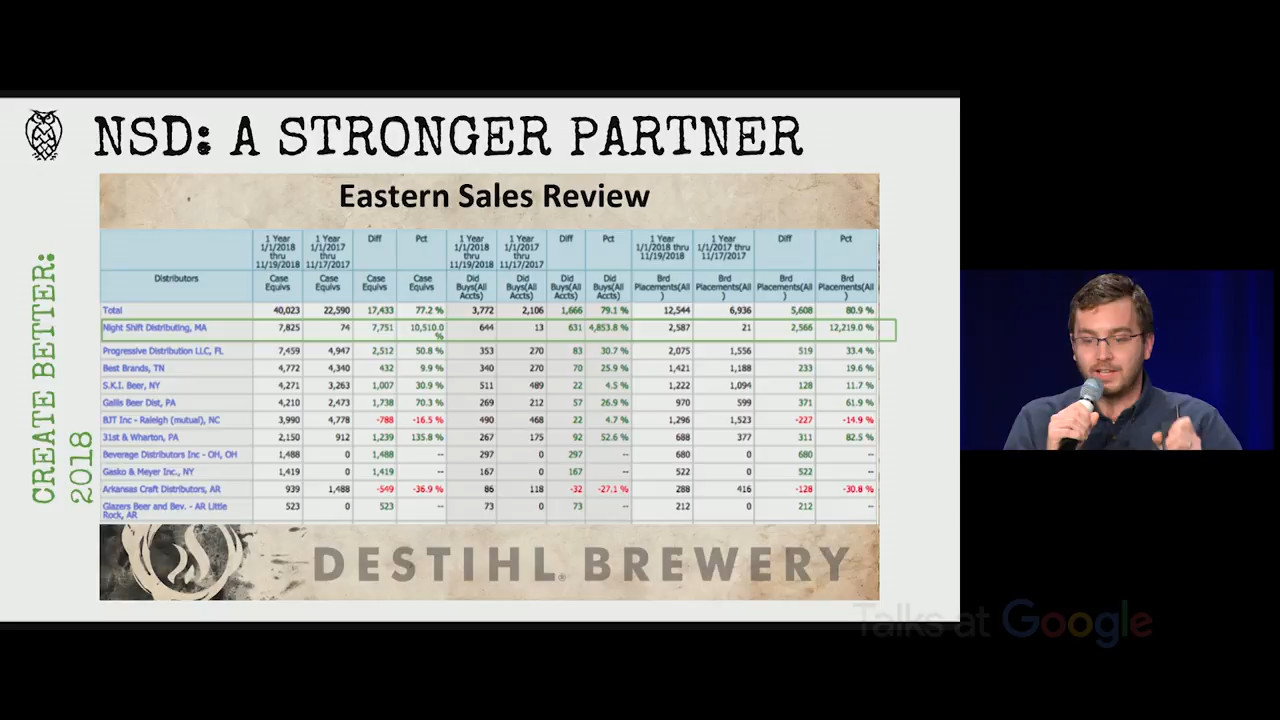 NSD: A STRONGER PARTNER
CREATE BETTER:
2018
Eastern Sales Review
Distributors
1 Year 1/1/2018 thru 11/19/2018 1 Year 1/1/2017 thru 11/17/2017 Diff Pct 1 Year 1/1/2018 thru 11/19/2018 1 Year 1/1/2017 thru 11/17/2017 Diff Pct 1 Year 1/1/2018 thru 11/19/2018 1 Year 1/1/2017 thru 11/17/2017 Diff Pct
Case Equivs Case Equivs Case Equivs Case Equivs Did Buys(All Accts) Did Buys(All Accts) Did Buys(All Accts) Did Buys(All Accts) Brd Placements(All) Brd Placements(All) Brd Placements(All) Brd Placements(All)
Total 40,023 22,590 17,433 77.2 % 3,772 2,106 1,666 79.1 % 12,544 6,936 5,608 80.9 %
Night Shift Distributing, MA 7,825 74 7,751 10,510.0 % 644 13 631 4,853.8 % 2,587 21 2,566 12,219.0 %
Progressive Distribution LLC, FL 7,459 4,947 2,512 50.8 % 353 270 83 30.7 % 2,075 1,556 519 33.4 %
Best Brands, TN 4,772 4,340 432 9.9 % 340 270 70 25.9 % 1,421 1,188 233 19.6 %
S.K.I. Beer, NY 4,271 3,263 1,007 30.9 % 511 489 22 4.5 % 1,222 1,094 128 11.7 %
Gallis Beer Dist, PA 4,210 2,473 1,738 70.3 % 269 212 57 26.9 % 970 599 371 61.9 %
BJT Inc - Raleigh (mutual), NC 3,990 4,778 -788 -16.5 % 490 468 22 4.7 % 1,296 1,523 -227 -14.9 %
31st & Wharton, PA 2,150 912 1,239 135.8 % 267 175 92 52.6 % 688 377 311 82.5 %
Beverage Distributors Inc - OH, OH 1,488 0 1,488 -- 297 0 297 -- 680 0 680 --
Gasko & Meyer Inc., NY 1,419 0 1,419 -- 167 0 167 -- 522 0 522 --
Arkansas Craft Distributors, AR 939 1,488 -549 -36.9 % 86 118 -32 -27.1 % 288 416 -128 -30.8 %
Glazers Beer and Bev. - AR Little Rock, AR 523 0 523 -- 73 0 73 -- 212 0 212 --
DESTIHL® BREWERY
Talks at Google